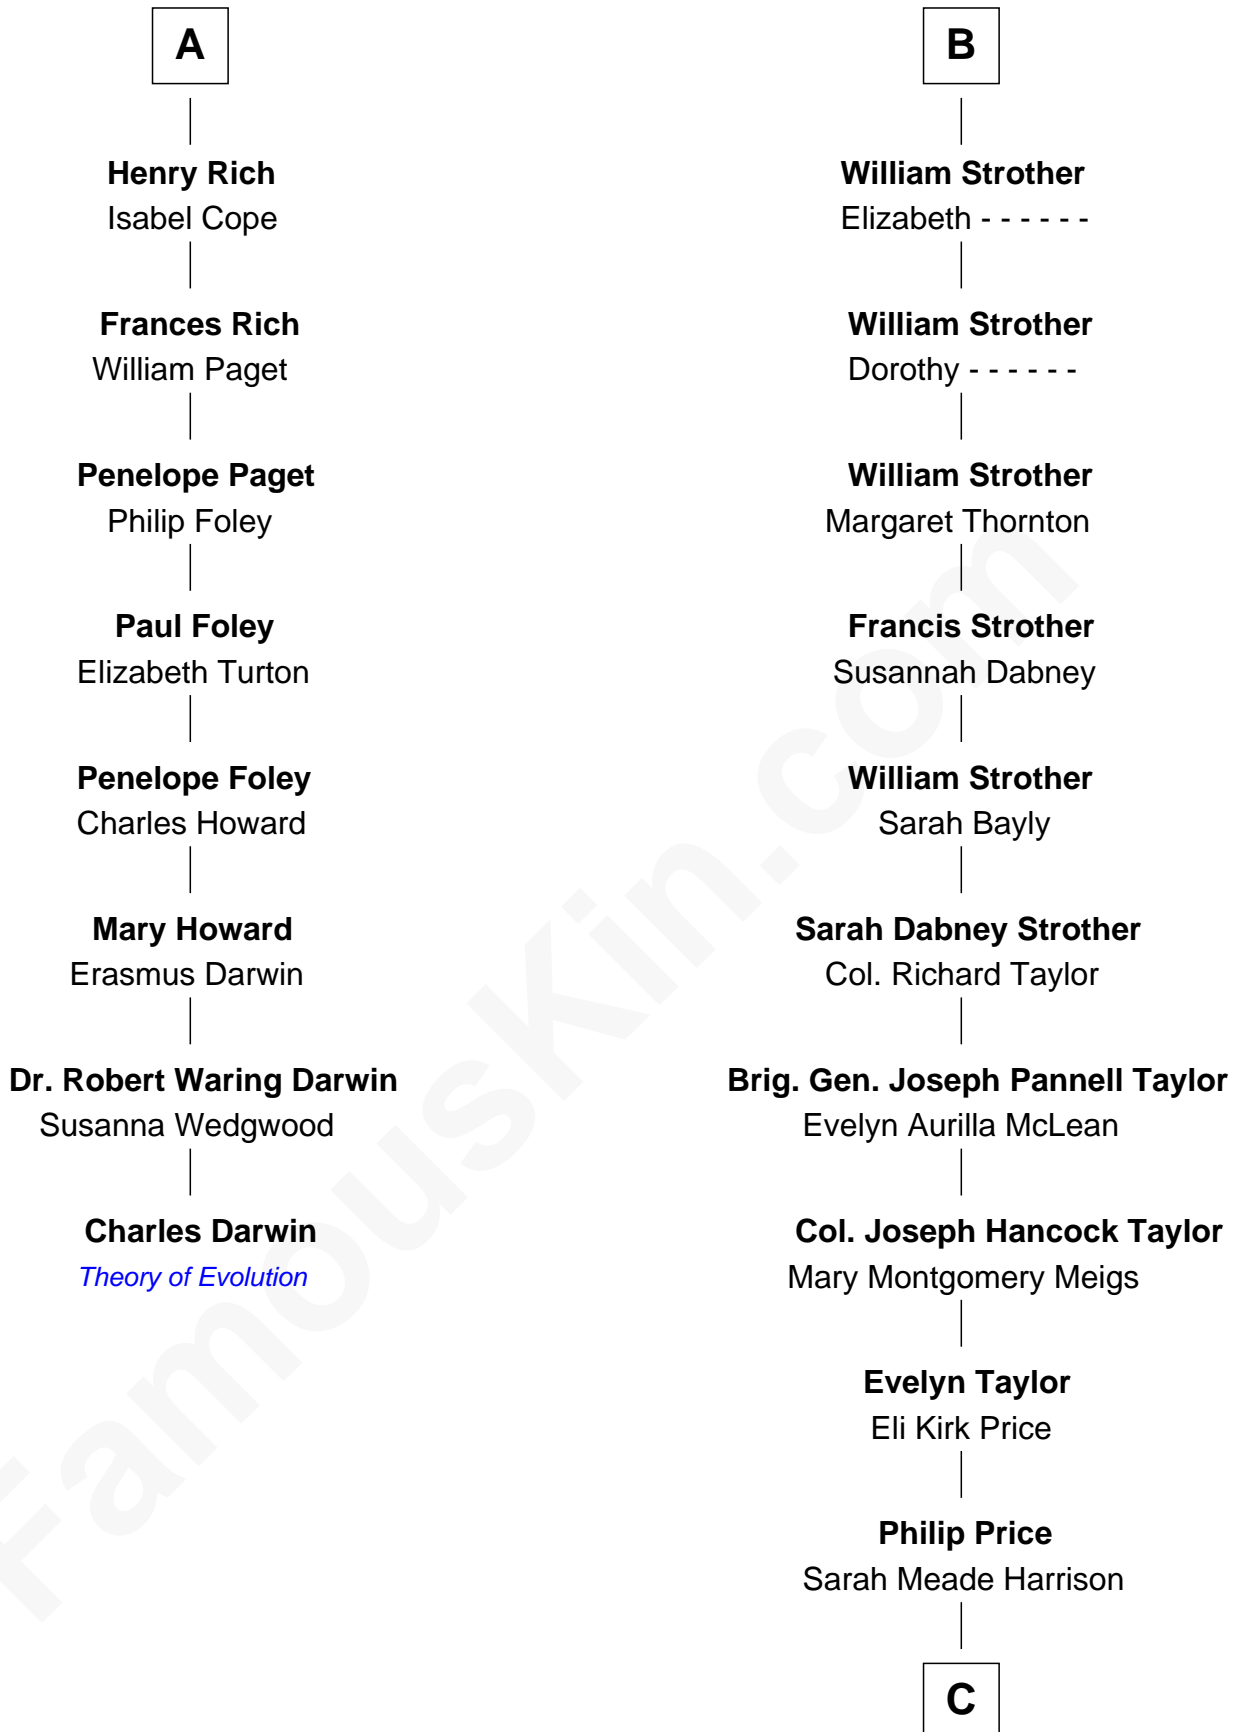 A
Henry Rich
Isabel Cope
Frances Rich
William Paget
Penelope Paget
Philip Foley
Paul Foley
Elizabeth Turton
Penelope Foley
Charles Howard
Mary Howard
Erasmus Darwin
Dr. Robert Waring Darwin
Susanna Wedgwood
Charles Darwin
Theory of Evolution
B
William Strother
Elizabeth - - - - - -
William Strother
Dorothy - - - - - -
William Strother
Margaret Thornton
Francis Strother
Susannah Dabney
William Strother
Sarah Bayly
Sarah Dabney Strother
Col. Richard Taylor
Brig. Gen. Joseph Pannell Taylor
Evelyn Aurilla McLean
Col. Joseph Hancock Taylor
Mary Montgomery Meigs
Evelyn Taylor
Eli Kirk Price
Philip Price
Sarah Meade Harrison
C
FamousKin.com